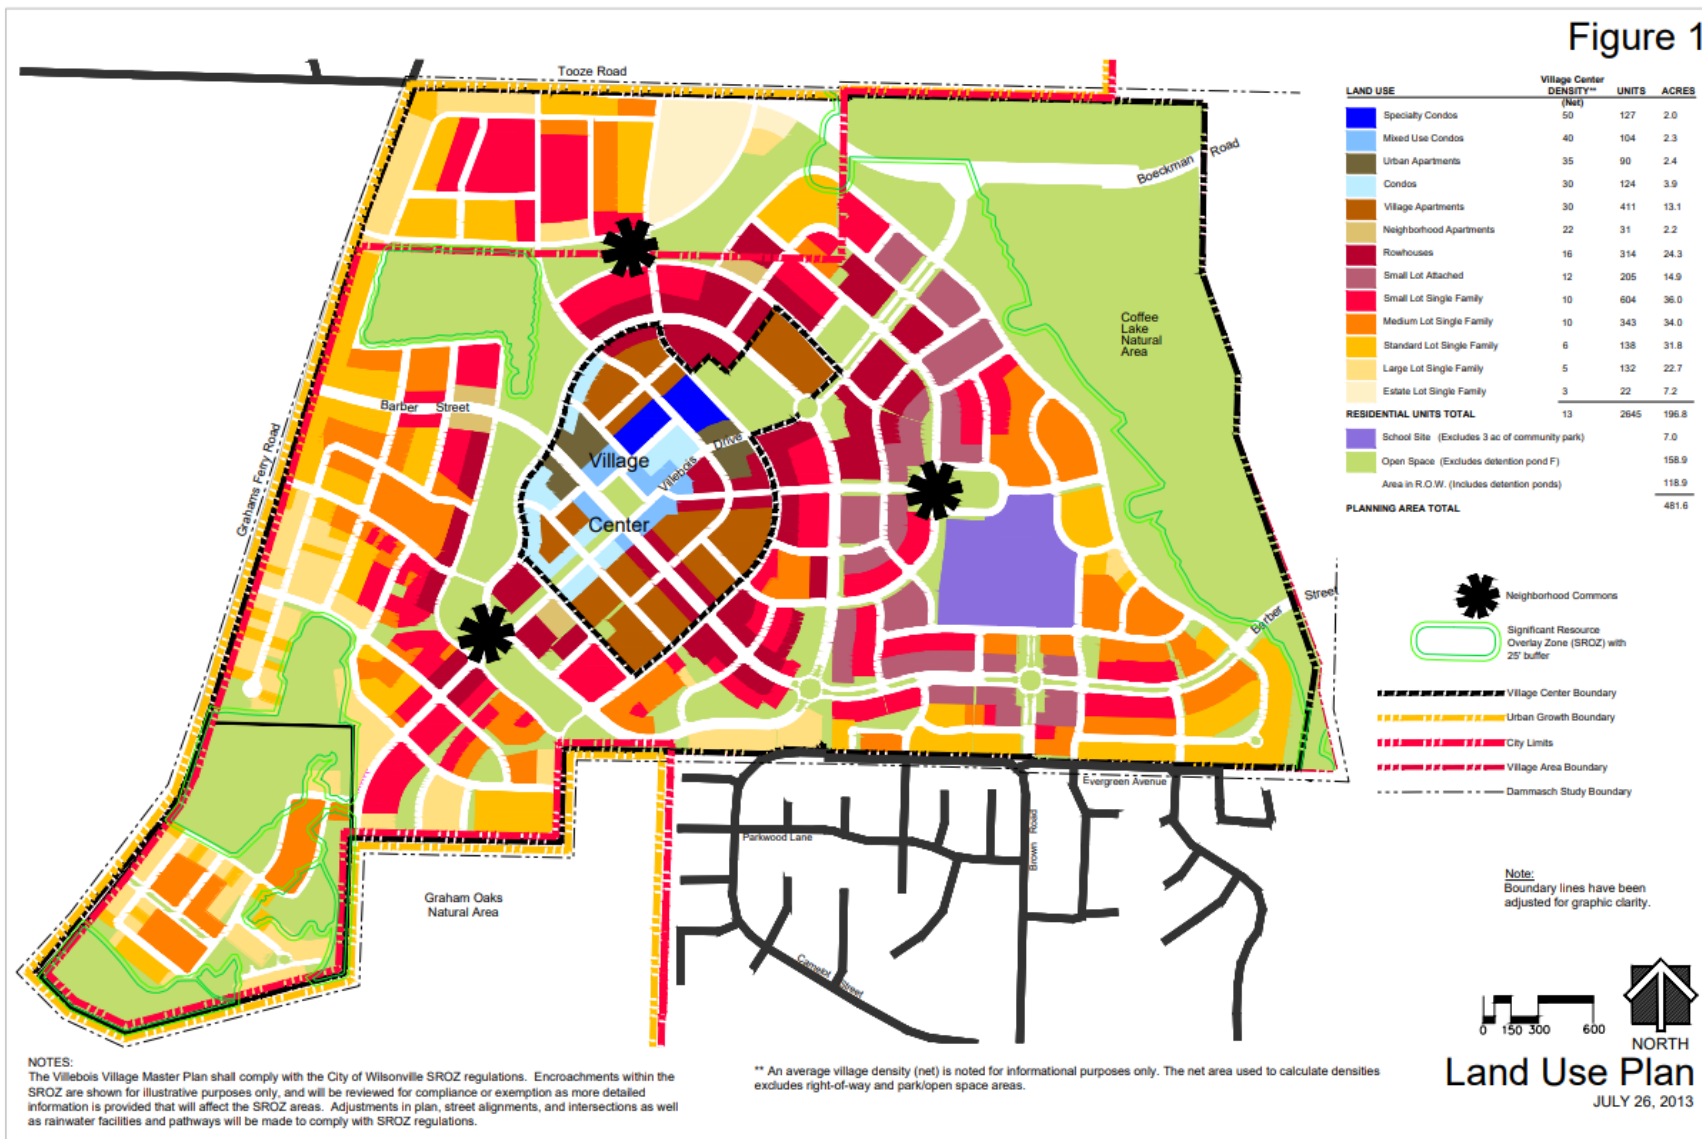 Figure 1
Tooze Road
LAND USE
Village Center
DENSITY**
(Net)
UNITS
ACRES
Specialty Condos 50 127 2.0
Mixed Use Condos 40 104 2.3
Urban Apartments 35 90 2.4
Condos 30 124 3.9
Village Apartments 30 411 13.1
Neighborhood Apartments 22 31 2.2
Rowhouses 16 314 24.3
Small Lot Attached 12 205 14.9
Small Lot Single Family 10 604 36.0
Medium Lot Single Family 10 343 34.0
Standard Lot Single Family 6 138 31.8
Large Lot Single Family 5 132 22.7
Estate Lot Single Family 3 22 7.2
RESIDENTIAL UNITS TOTAL 13 2645 196.8
School Site (Excludes 3 ac of community park) 7.0
Open Space (Excludes detention pond F) 158.9
Area in R.O.W. (Includes detention ponds) 118.9
PLANNING AREA TOTAL 481.6
Boeckman Road
Coffee
Lake
Natural
Area
Barber Street
Grahams Ferry Road
Village
Center
Villebois Drive
Barber Street
Neighborhood Commons
Significant Resource
Overlay Zone (SROZ) with
25' buffer
Village Center Boundary
Urban Growth Boundary
City Limits
Village Area Boundary
Dammasch Study Boundary
Evergreen Avenue
Parkwood Lane
Brown Road
Camelot Street
Graham Oaks
Natural Area
Note:
Boundary lines have been
adjusted for graphic clarity.
0 150 300 600
NORTH
Land Use Plan
JULY 26, 2013
NOTES:
The Villebois Village Master Plan shall comply with the City of Wilsonville SROZ regulations. Encroachments within the
SROZ are shown for illustrative purposes only, and will be reviewed for compliance or exemption as more detailed
information is provided that will affect the SROZ areas. Adjustments in plan, street alignments, and intersections as well
as rainwater facilities and pathways will be made to comply with SROZ regulations.
** An average village density (net) is noted for informational purposes only. The net area used to calculate densities
excludes right-of-way and park/open space areas.